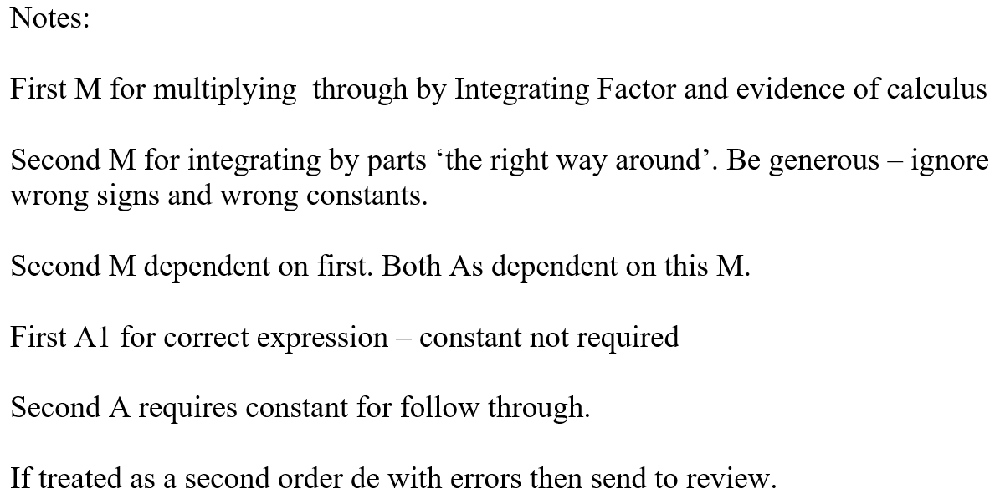 Notes:
First M for multiplying  through by Integrating Factor and evidence of calculus
Second M for integrating by parts ‘the right way around’. Be generous – ignore
wrong signs and wrong constants.
Second M dependent on first. Both As dependent on this M.
First A1 for correct expression – constant not required
Second A requires constant for follow through.
If treated as a second order de with errors then send to review.